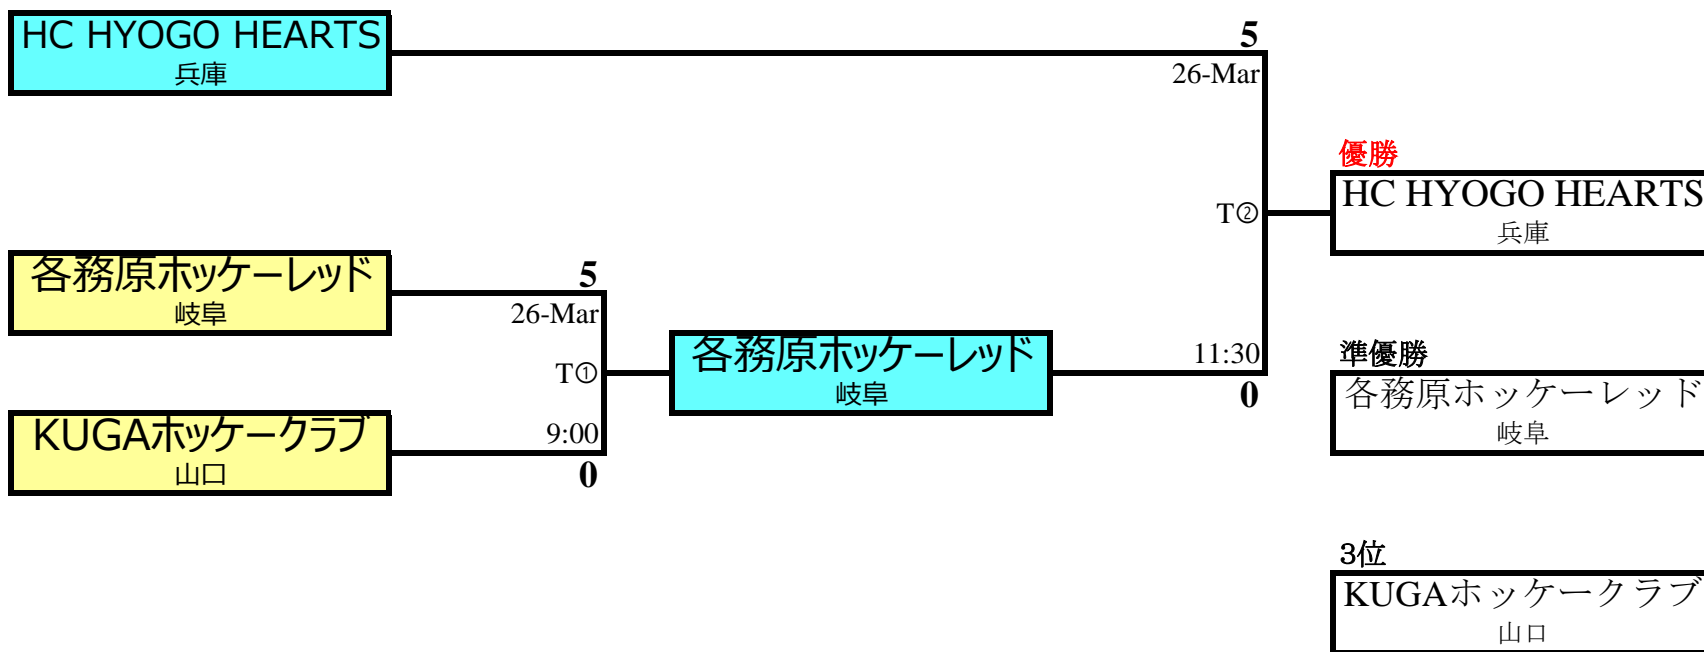 HC HYOGO HEARTS
兵庫
5
26-Mar
T②
優勝
HC HYOGO HEARTS
兵庫
各務原ホッケーレッド
岐阜
5
26-Mar
T①
各務原ホッケーレッド
岐阜
11:30
0
準優勝
各務原ホッケーレッド
岐阜
KUGAホッケークラブ
山口
9:00
0
3位
KUGAホッケークラブ
山口